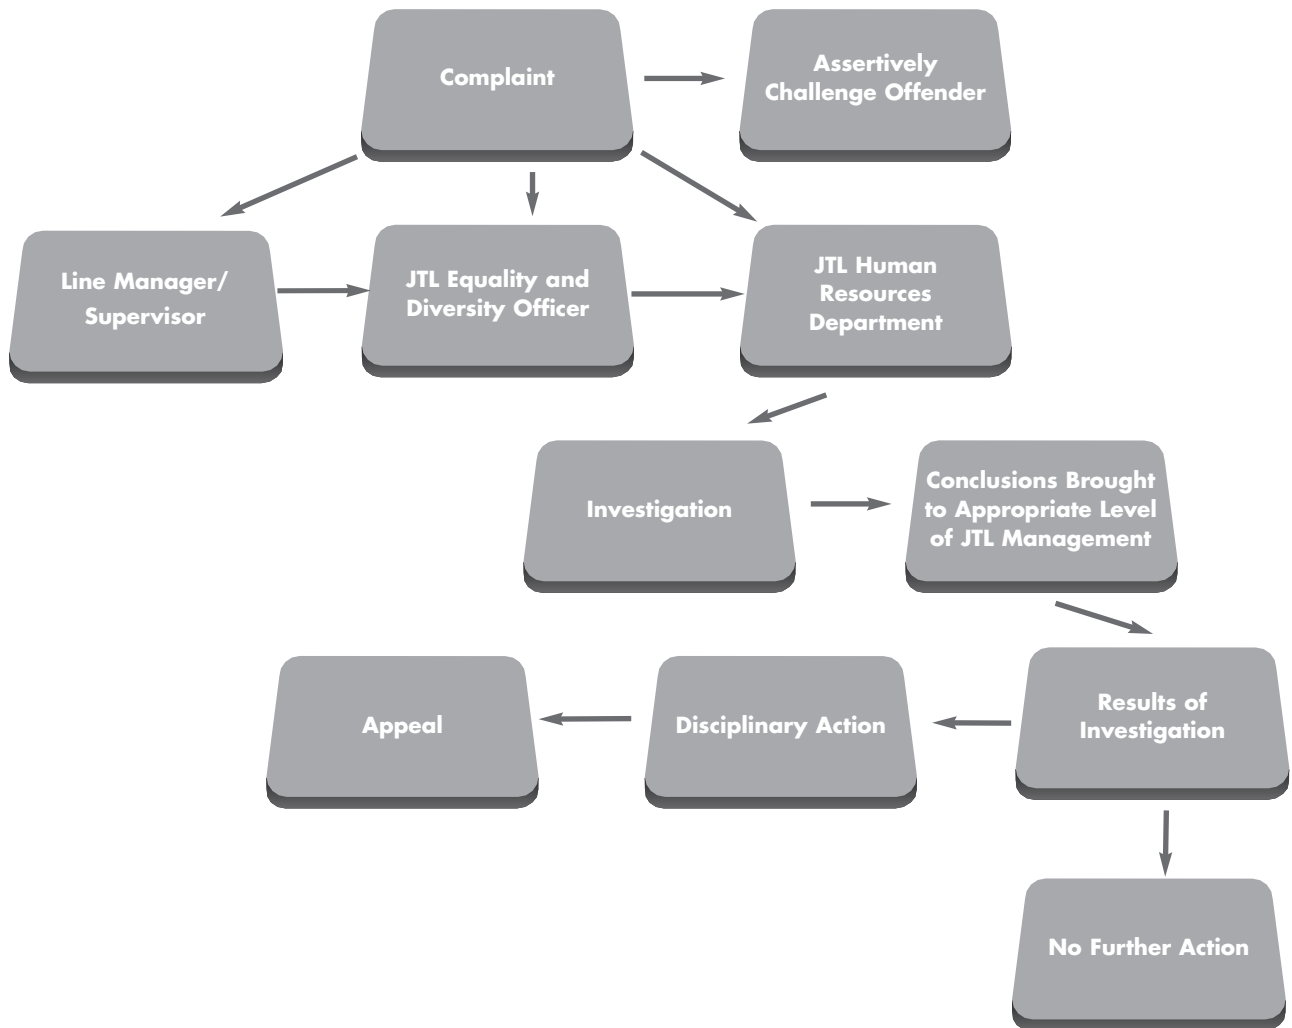 Complaint
Assertively
Challenge Offender
Line Manager/
Supervisor
JTL Equality and
Diversity Officer
JTL Human
Resources
Department
Investigation
Conclusions Brought
to Appropriate Level
of JTL Management
Appeal
Disciplinary Action
Results of
Investigation
No Further Action